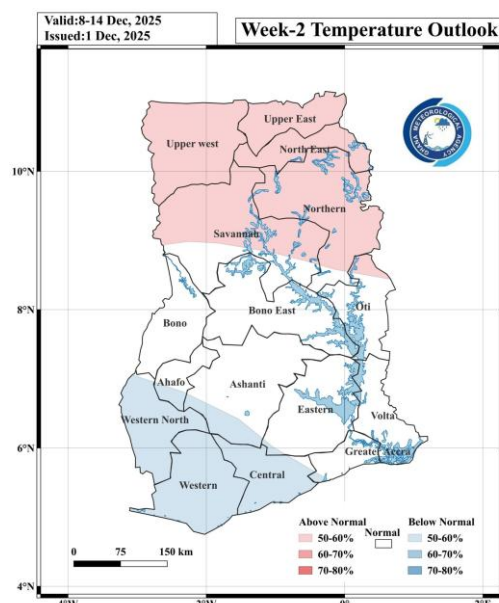 Valid:8-14 Dec, 2025
Issued:1 Dec, 2025
Week-2 Temperature Outlook
GHANA METEOROLOGICAL AGENCY
Upper East
Upper west
North East
10°N
Northern
Savannah
8°N
Oti
Bono East
Bono
Ahafo
Ashanti
Western North
Eastern
Volta
6°N
Greater Accra
Central
Western
Above Normal
Normal
Below Normal
50-60%
50-60%
60-70%
60-70%
70-80%
70-80%
0 75 150 km
4°N